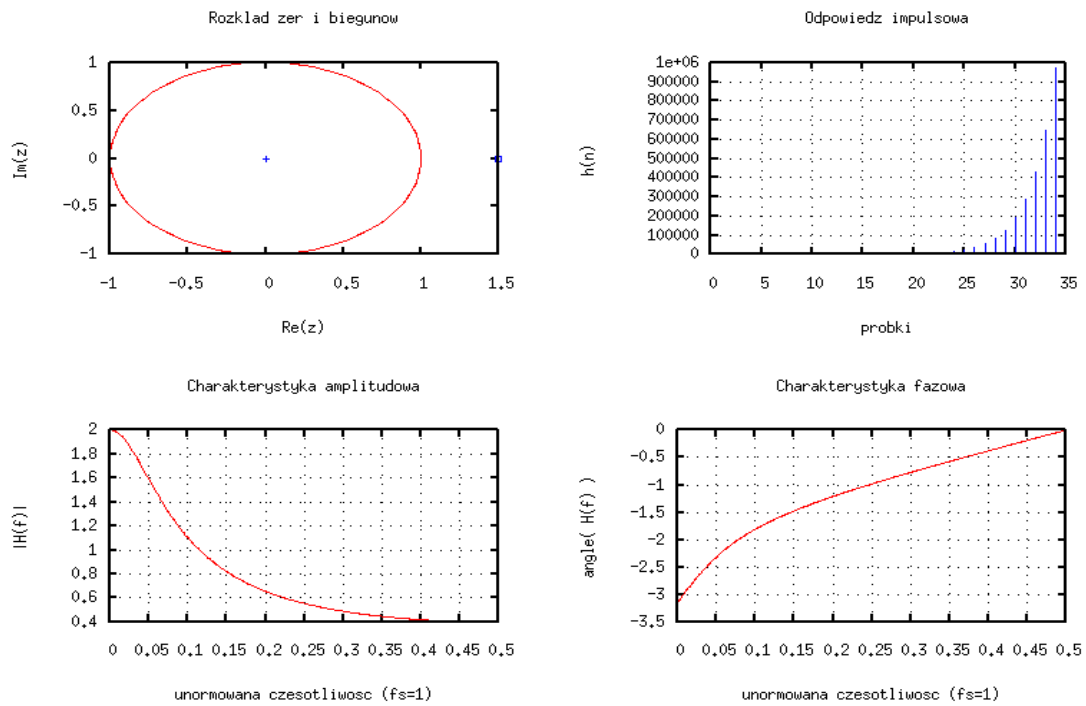 Rozklad zer i biegunow
1
0.5
0
-0.5
-1
Im(z)
-1 -0.5 0 0.5 1 1.5
Re(z)
Odpowiedz impulsowa
1e+06
900000
800000
700000
600000
500000
400000
300000
200000
100000
h(n)
0 5 10 15 20 25 30 35
probki
Charakterystyka amplitudowa
2
1.8
1.6
1.4
1.2
1
0.8
0.6
0.4
|H(f)|
0 0.05 0.1 0.15 0.2 0.25 0.3 0.35 0.4 0.45 0.5
unormowana czesotliwosc (fs=1)
Charakterystyka fazowa
0
-0.5
-1
-1.5
-2
-2.5
-3
-3.5
angle( H(f) )
0 0.05 0.1 0.15 0.2 0.25 0.3 0.35 0.4 0.45 0.5
unormowana czesotliwosc (fs=1)